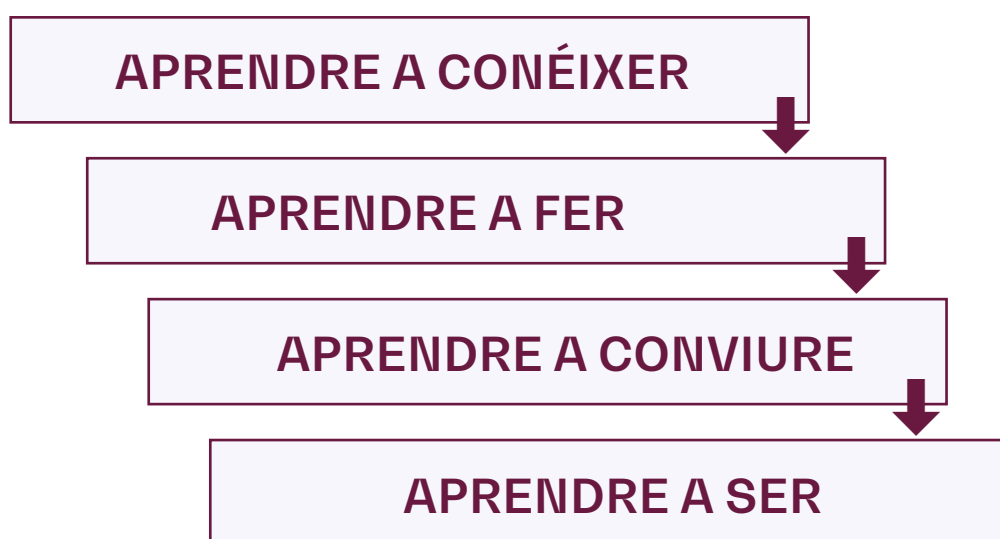 APRENDRE A CONÉIXER
APRENDRE A FER
APRENDRE A CONVIURE
APRENDRE A SER